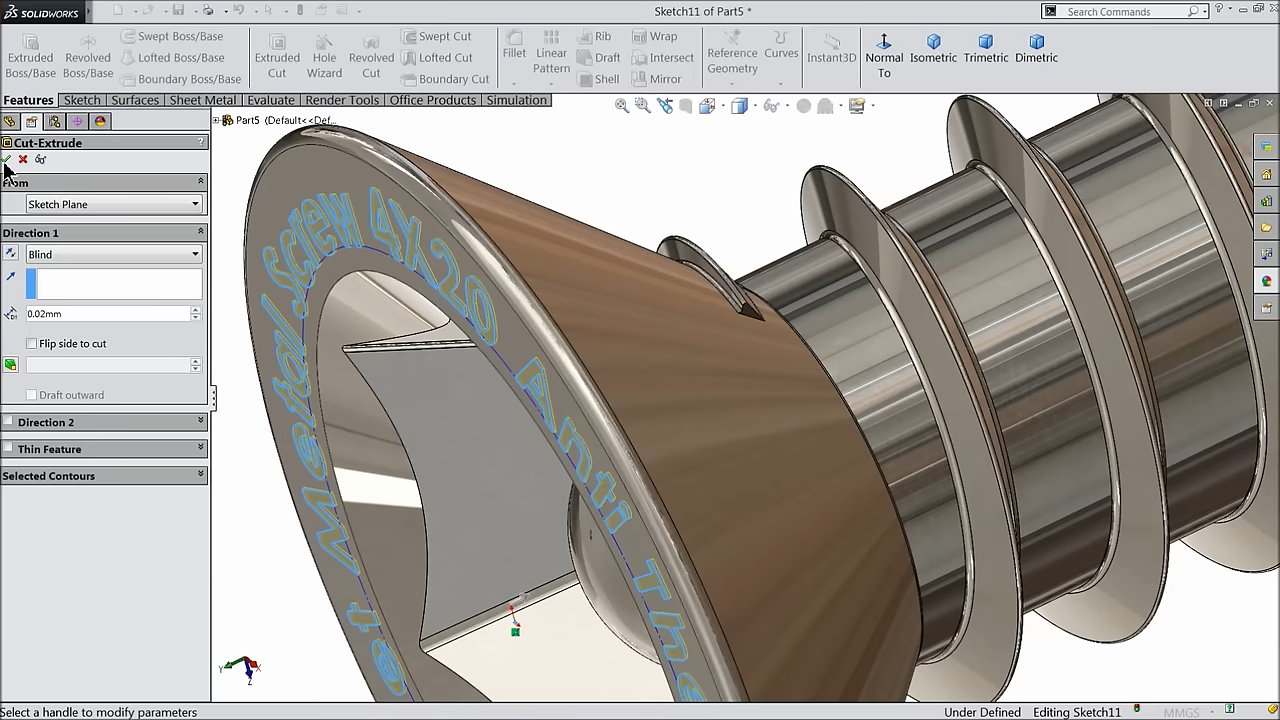 SOLIDWORKS
Sketch11 of Part5 *
Search Commands
Extruded Boss/Base
Revolved Boss/Base
Swept Boss/Base
Lofted Boss/Base
Boundary Boss/Base
Extruded Cut
Hole Wizard
Revolved Cut
Swept Cut
Lofted Cut
Boundary Cut
Fillet
Linear Pattern
Rib
Draft
Shell
Wrap
Intersect
Mirror
Reference Geometry
Curves
Instant3D
Normal To
Isometric
Trimetric
Dimetric
Features
Sketch
Surfaces
Sheet Metal
Evaluate
Render Tools
Office Products
Simulation
Part5 (Default<<Def...
Cut-Extrude
?
From
Sketch Plane
Direction 1
Blind
0.02mm
Flip side to cut
Draft outward
Direction 2
Thin Feature
Selected Contours
Metal Screw 4X20 Anti The
te
Y
X
Z
Select a handle to modify parameters
Under Defined
Editing Sketch11
MMGS